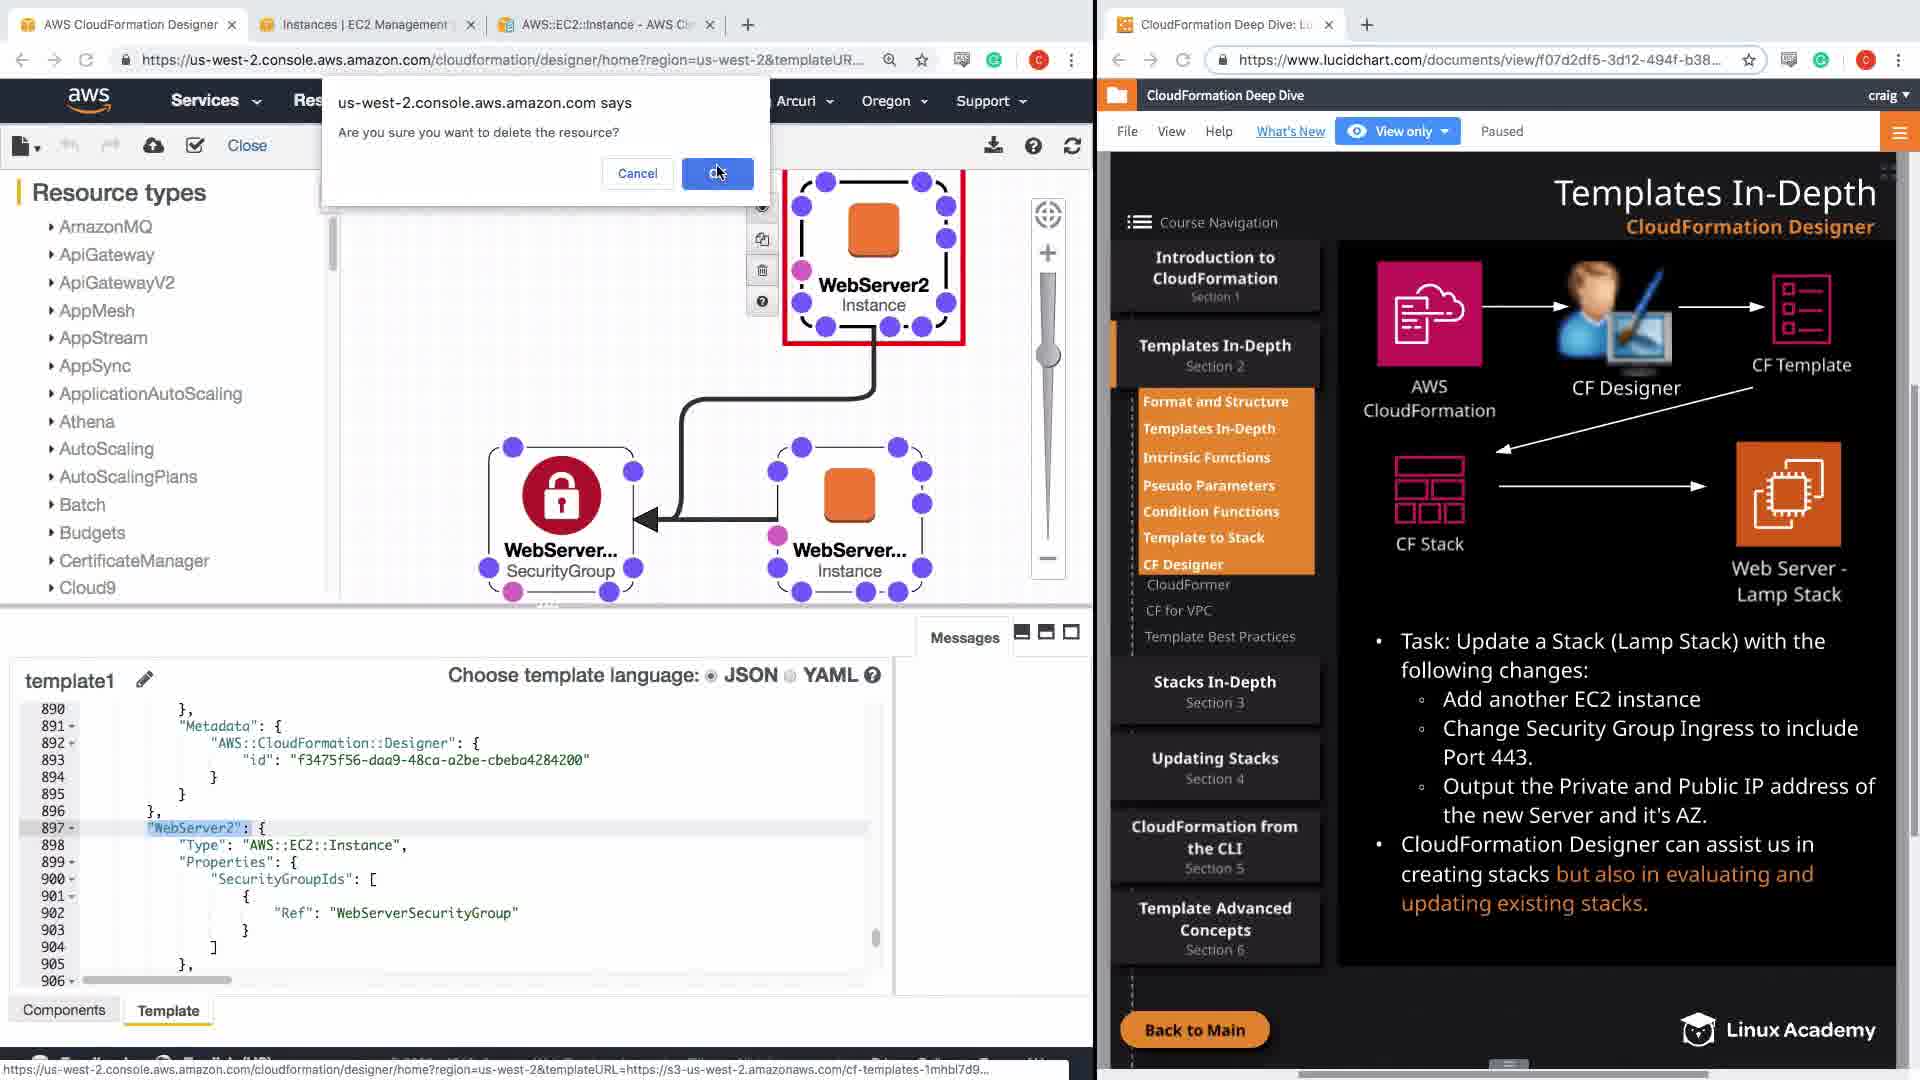 AWS CloudFormation Designer
Instances | EC2 Management
AWS::EC2::Instance - AWS Clo
https://us-west-2.console.aws.amazon.com/cloudformation/designer/home?region=us-west-2&templateUR...
aws
Services
Res
Arcuri
Oregon
Support
us-west-2.console.aws.amazon.com says
Are you sure you want to delete the resource?
Cancel
Close
Resource types
AmazonMQ
ApiGateway
ApiGatewayV2
AppMesh
AppStream
AppSync
ApplicationAutoScaling
Athena
AutoScaling
AutoScalingPlans
Batch
Budgets
CertificateManager
Cloud9
WebServer2
Instance
WebServer...
SecurityGroup
WebServer...
Instance
Messages
template1
Choose template language: JSON YAML
890 },
891 "Metadata": {
892 "AWS::CloudFormation::Designer": {
893 "id": "f3475f56-daa9-48ca-a2be-cbeba4284200"
894 }
895 }
896 },
897 "WebServer2": {
898 "Type": "AWS::EC2::Instance",
899 "Properties": {
900 "SecurityGroupIds": [
901 {
902 "Ref": "WebServerSecurityGroup"
903 }
904 ]
905 },
906
Components
Template
https://us-west-2.console.aws.amazon.com/cloudformation/designer/home?region=us-west-2&templateURL=https://s3-us-west-2.amazonaws.com/cf-templates-1mhbl7d9...
CloudFormation Deep Dive: Lu
https://www.lucidchart.com/documents/view/f07d2df5-3d12-494f-b38...
CloudFormation Deep Dive
craig
File
View
Help
What's New
View only
Paused
Templates In-Depth
CloudFormation Designer
Course Navigation
Introduction to
CloudFormation
Section 1
Templates In-Depth
Section 2
Format and Structure
Templates In-Depth
Intrinsic Functions
Pseudo Parameters
Condition Functions
Template to Stack
CF Designer
CloudFormer
CF for VPC
Template Best Practices
Stacks In-Depth
Section 3
Updating Stacks
Section 4
CloudFormation from
the CLI
Section 5
Template Advanced
Concepts
Section 6
Back to Main
AWS
CloudFormation
CF Designer
CF Template
CF Stack
Web Server -
Lamp Stack
• Task: Update a Stack (Lamp Stack) with the
following changes:
◦ Add another EC2 instance
◦ Change Security Group Ingress to include
Port 443.
◦ Output the Private and Public IP address of
the new Server and it's AZ.
• CloudFormation Designer can assist us in
creating stacks but also in evaluating and
updating existing stacks.
Linux Academy